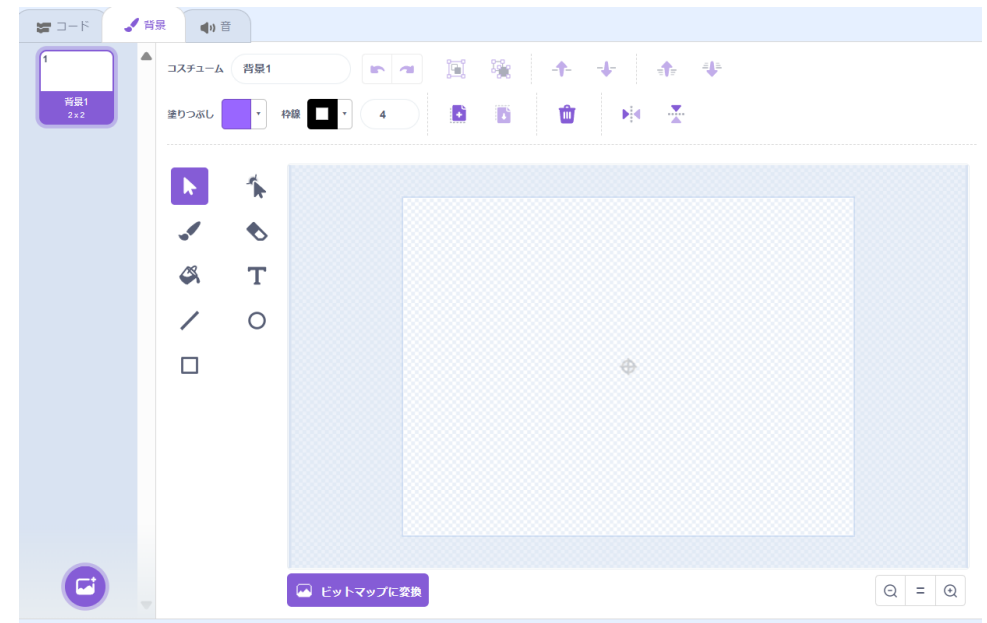 コード
背景
音
1
背景1
2 x 2
コスチューム
背景1
塗りつぶし
枠線
4
T
ビットマップに変換